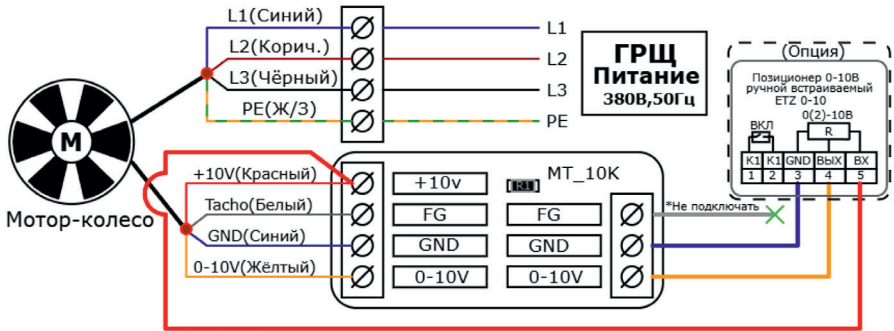 L1(Синий)
L2(Корич.)
L3(Чёрный)
PE(Ж/З)
L1
L2
L3
PE
ГРЩ
Питание
380В,50Гц
(Опция)
Позиционер 0-10В
ручной встраиваемый
ETZ 0-10
0(2)-10В
ВКЛ
R
К1 К1 GND ВЫХ ВХ
1 2 3 4 5
М
Мотор-колесо
+10V(Красный)
Tacho(Белый)
GND(Синий)
0-10V(Жёлтый)
+10v
R1
MT_10K
FG FG
GND GND
0-10V 0-10V
*Не подключать